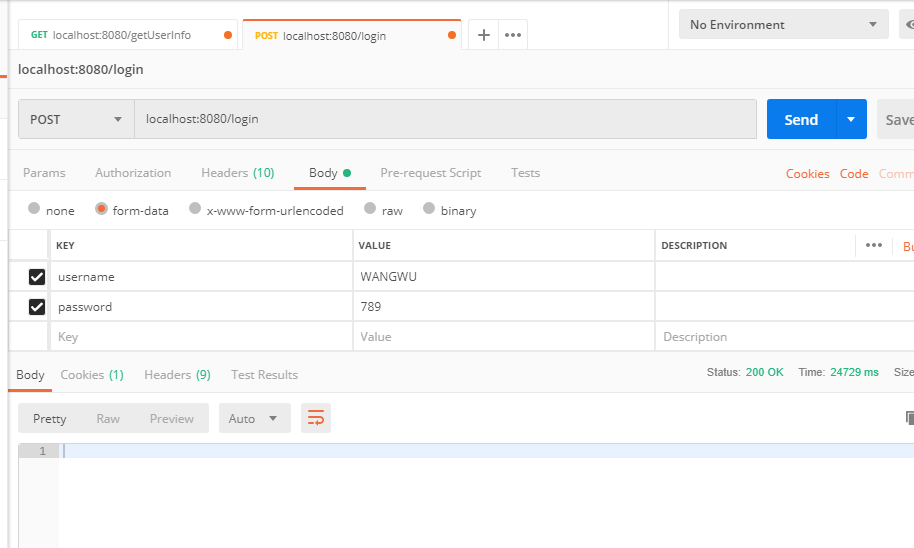 GET localhost:8080/getUserInfo POST localhost:8080/login + ••• No Environment
localhost:8080/login
POST localhost:8080/login Send Save
Params Authorization Headers (10) Body Pre-request Script Tests Cookies Code Comm
none form-data x-www-form-urlencoded raw binary
KEY VALUE DESCRIPTION ••• Bu
username WANGWU
password 789
Key Value Description
Body Cookies (1) Headers (9) Test Results Status: 200 OK Time: 24729 ms Size
Pretty Raw Preview Auto
1